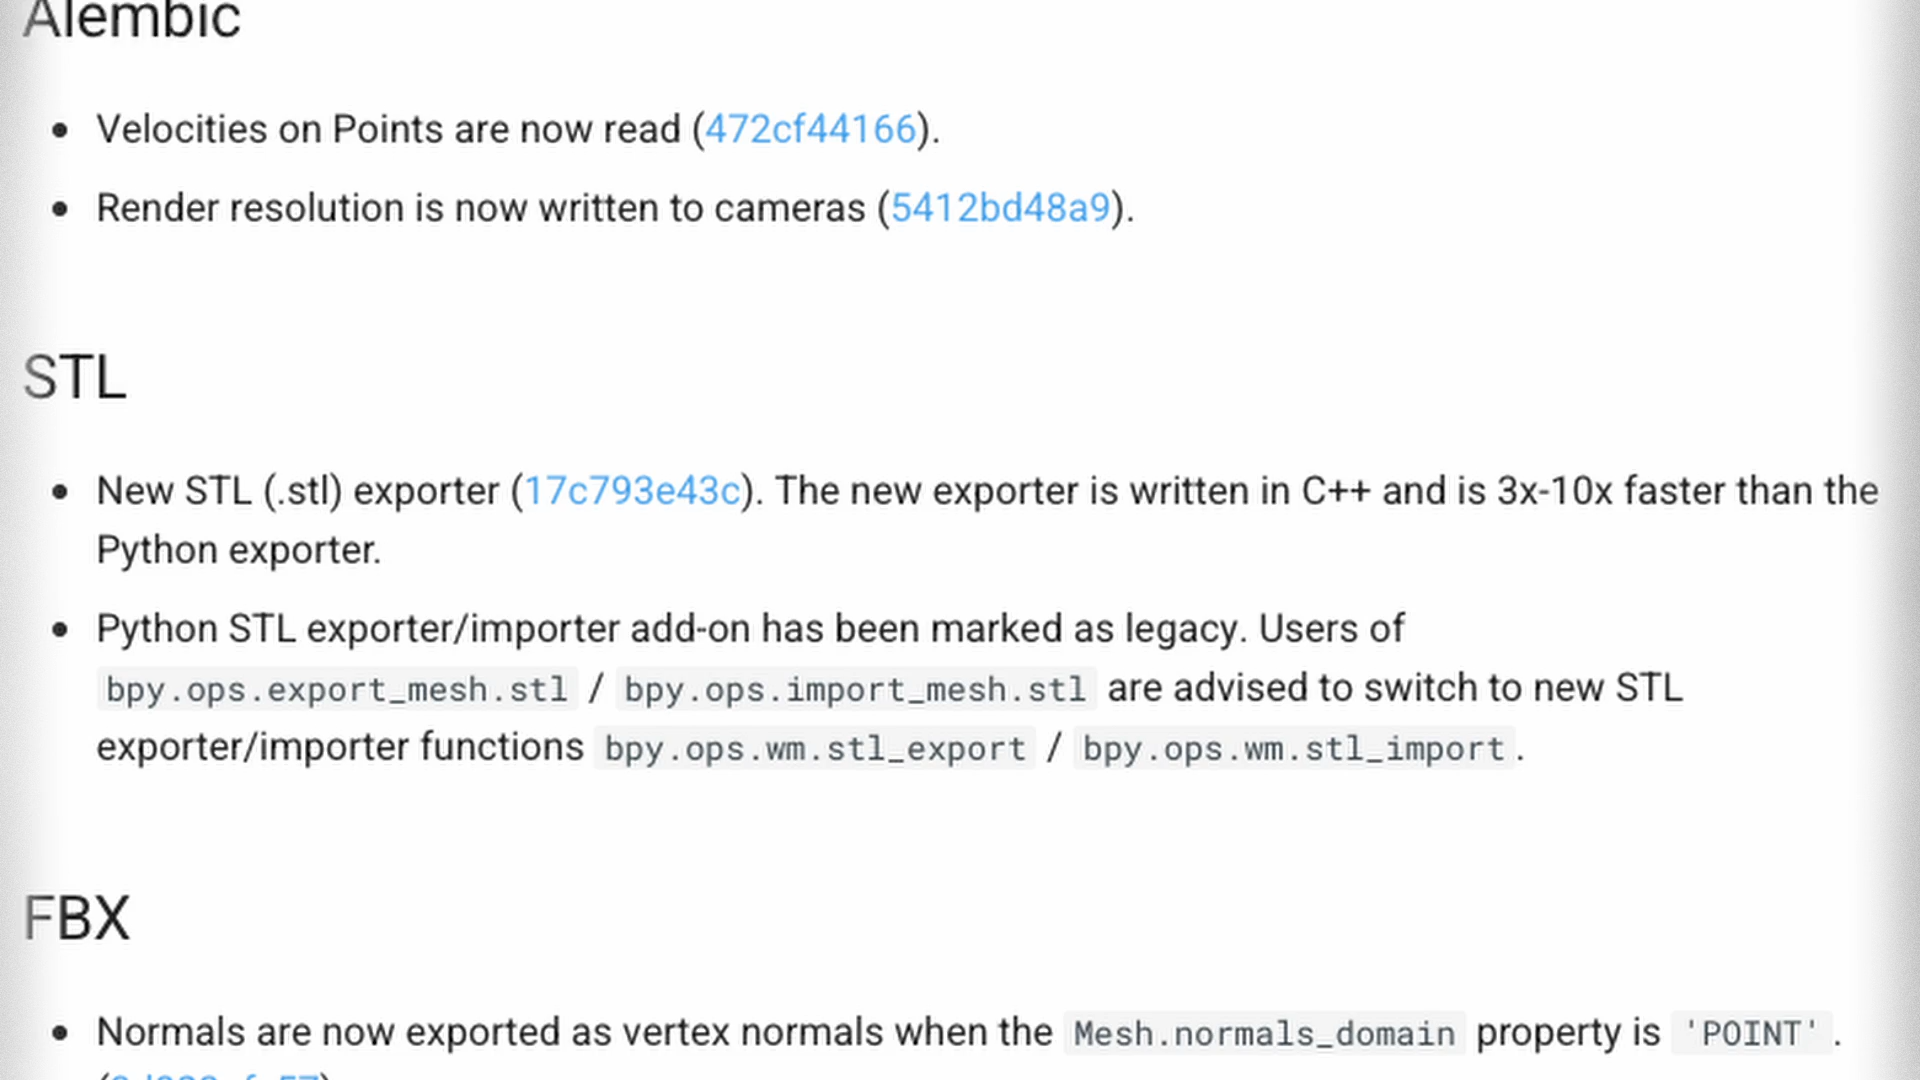 Alembic
• Velocities on Points are now read (472cf44166).
• Render resolution is now written to cameras (5412bd48a9).
STL
• New STL (.stl) exporter (17c793e43c). The new exporter is written in C++ and is 3x-10x faster than the
Python exporter.
• Python STL exporter/importer add-on has been marked as legacy. Users of
bpy.ops.export_mesh.stl / bpy.ops.import_mesh.stl are advised to switch to new STL
exporter/importer functions bpy.ops.wm.stl_export / bpy.ops.wm.stl_import.
FBX
• Normals are now exported as vertex normals when the Mesh.normals_domain property is 'POINT'.